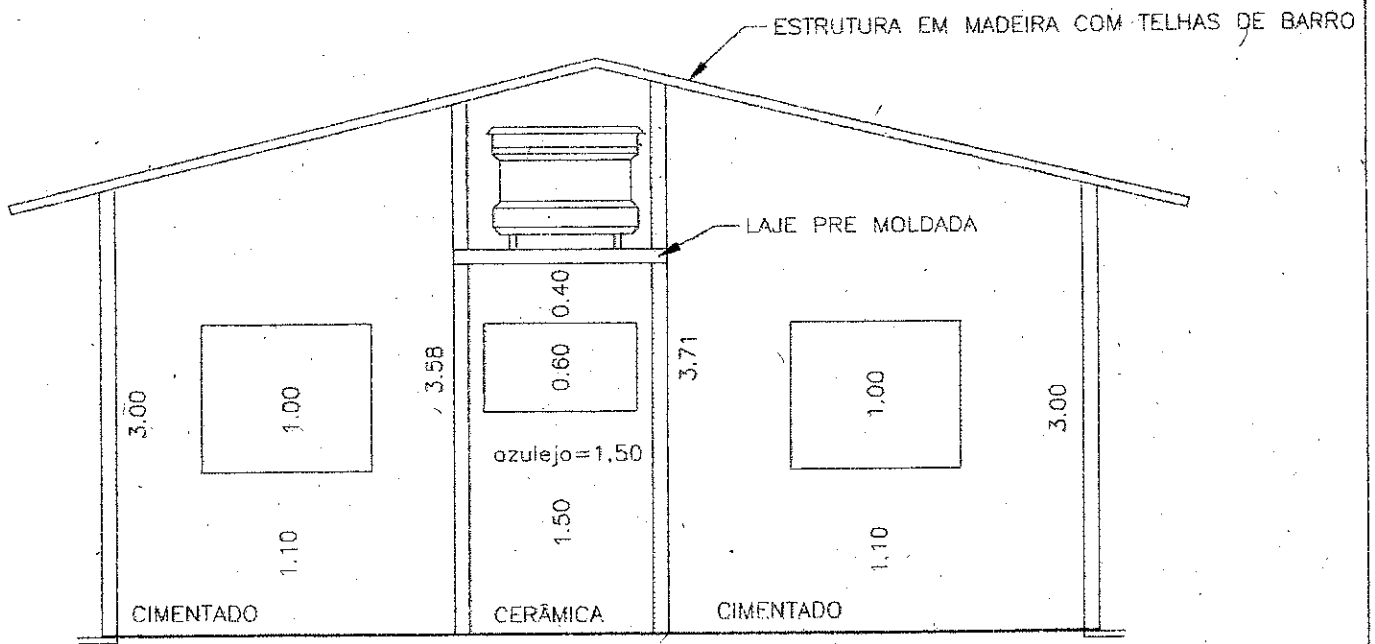 ESTRUTURA EM MADEIRA COM TELHAS DE BARRO
LAJE PRE MOLDADA
0.40
3.00
1.00
3.58
0.60
3.71
1.00
3.00
azulejo=1,50
1.10
1.50
1.10
CIMENTADO
CERÂMICA
CIMENTADO